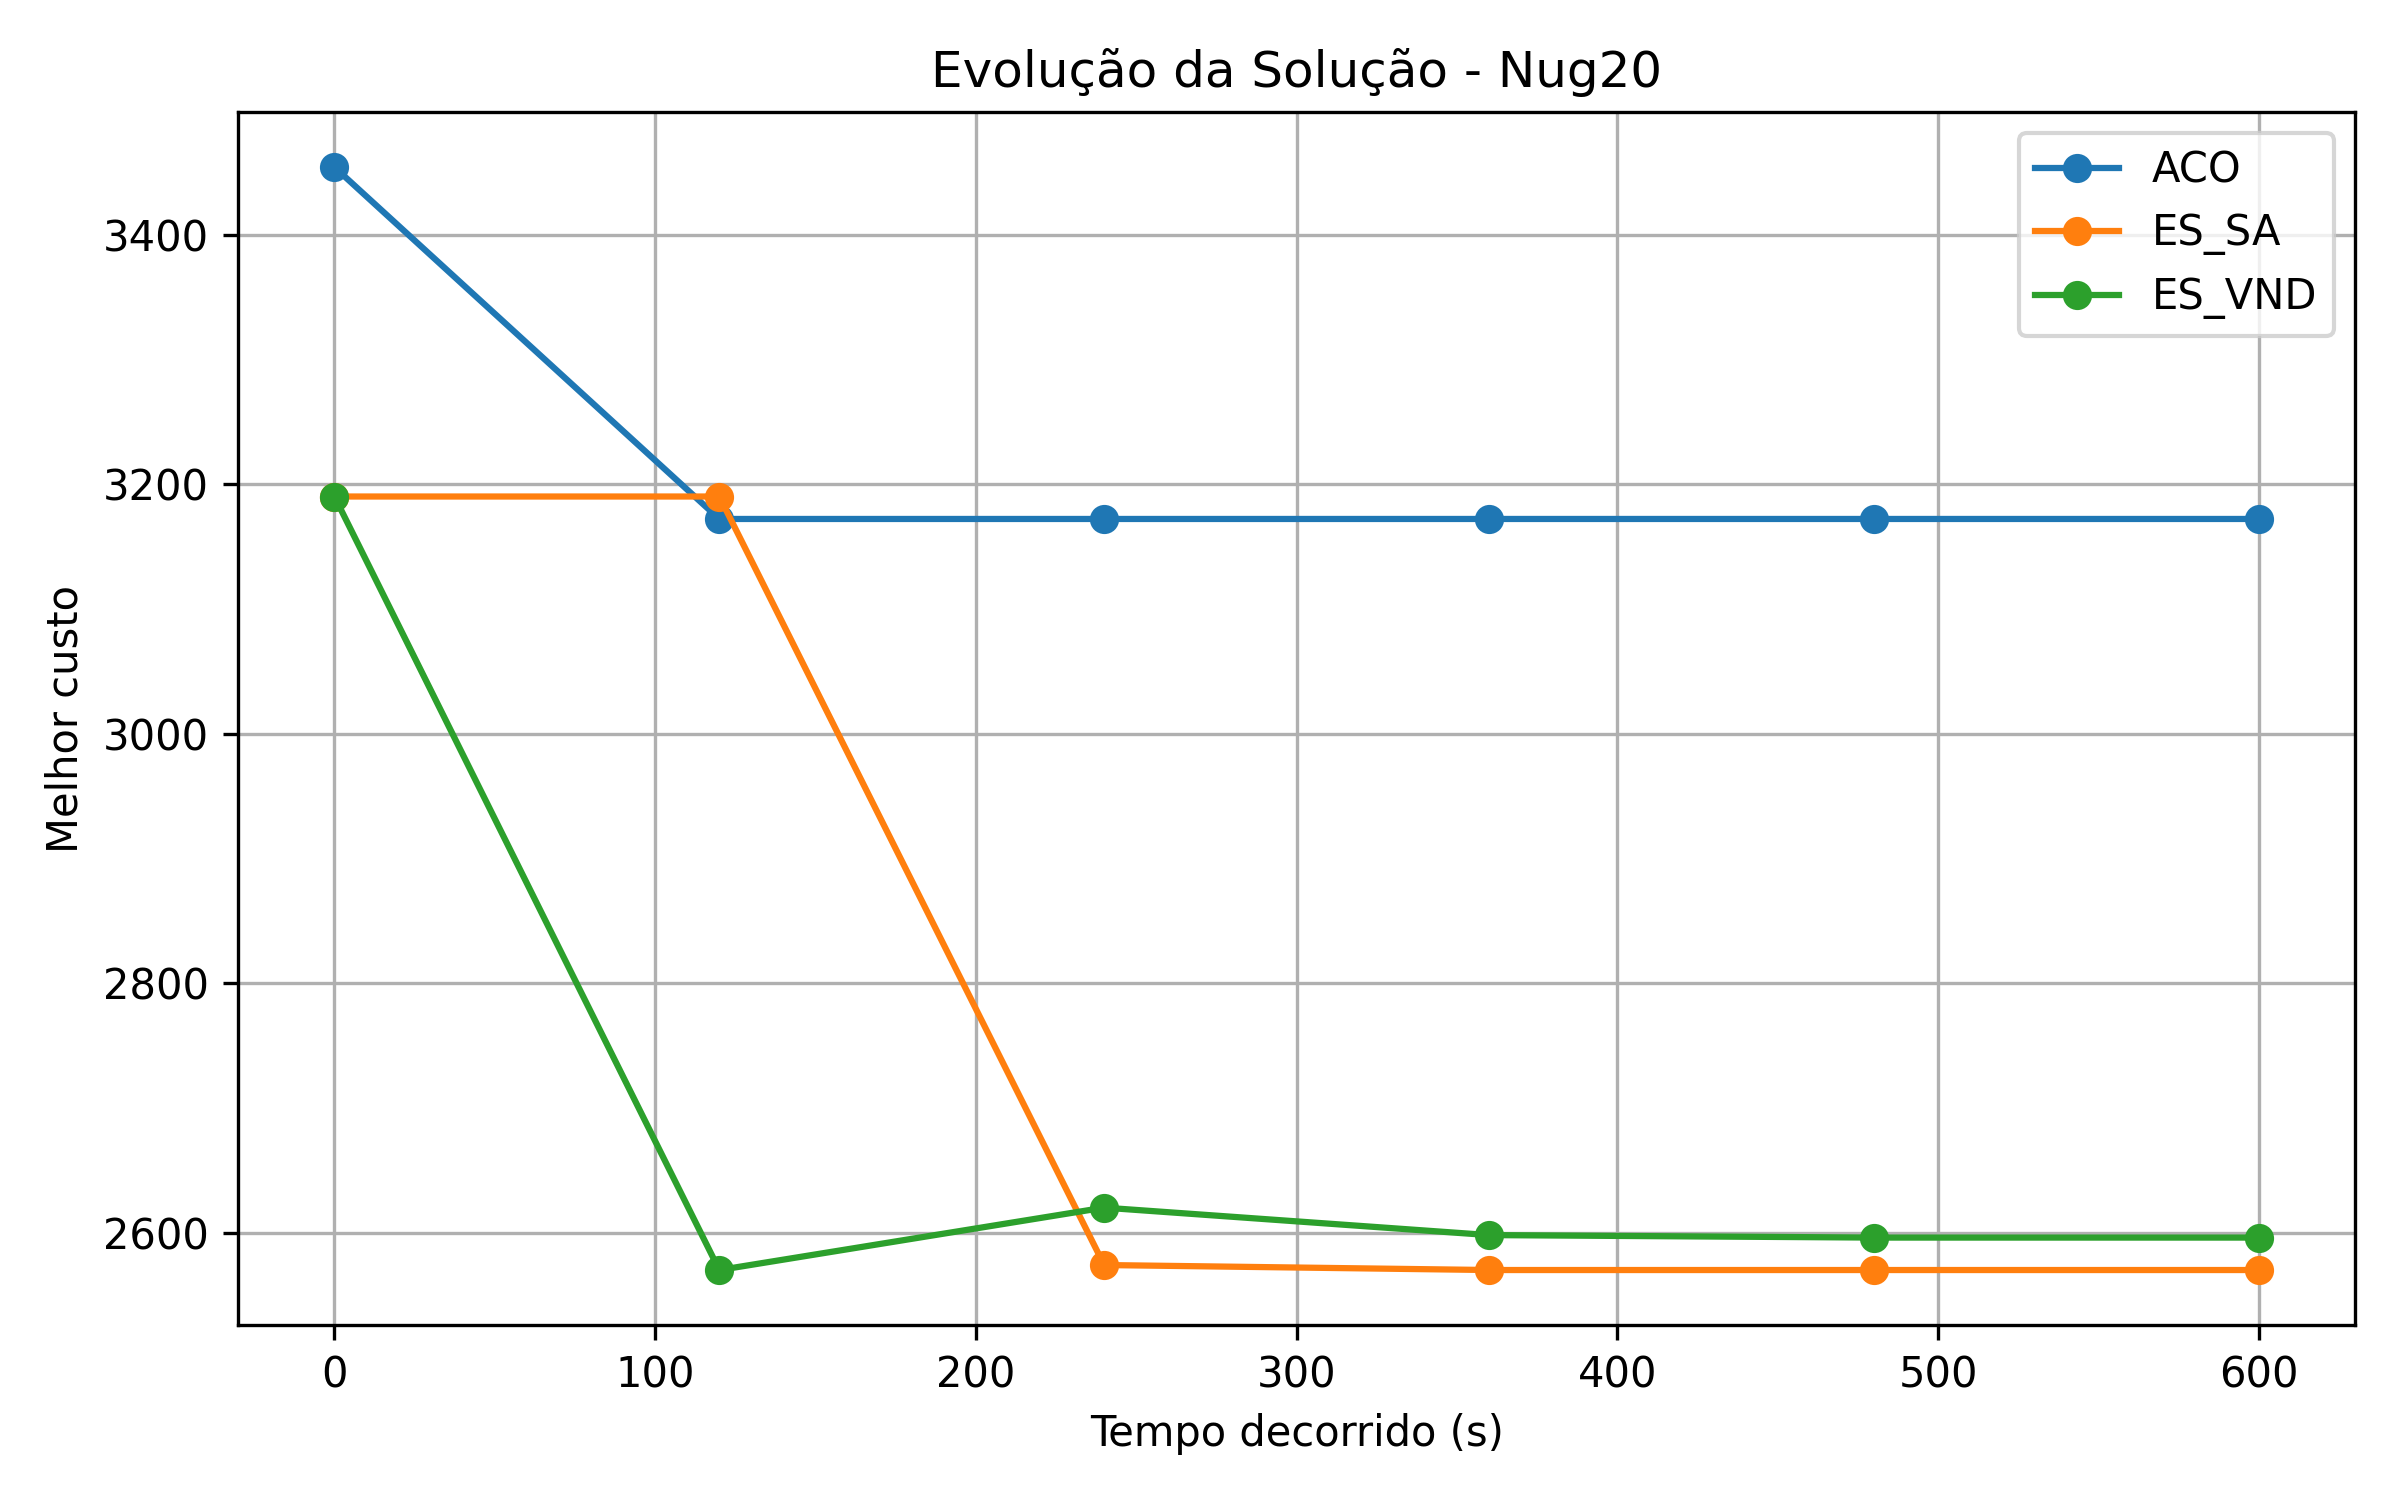 Evolução da Solução - Nug20
ACO
ES_SA
ES_VND
Melhor custo
3400
3200
3000
2800
2600
0 100 200 300 400 500 600
Tempo decorrido (s)